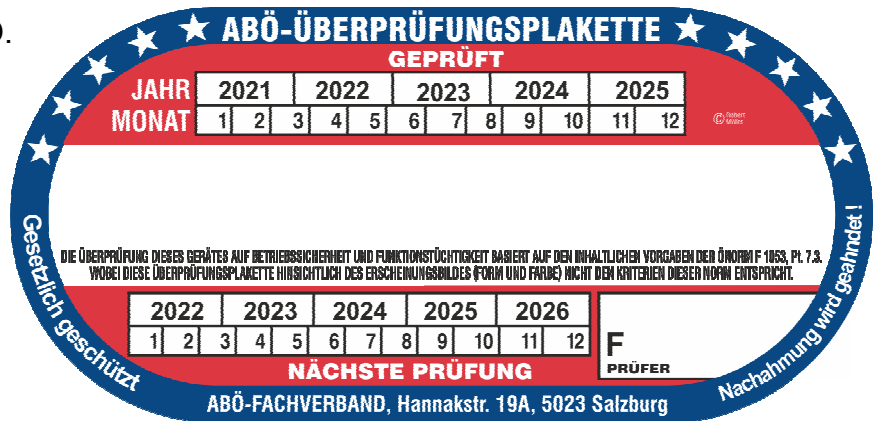 ABÖ-ÜBERPRÜFUNGSPLAKETTE
GEPRÜFT
JAHR 2021 2022 2023 2024 2025
MONAT 1 2 3 4 5 6 7 8 9 10 11 12
© Robert
DIE ÜBERPRÜFUNG DIESES GERÄTES AUF BETRIEBSSICHERHEIT UND FUNKTIONSTÜCHTIGKEIT BASIERT AUF DEN INHALTLICHEN VORGABEN DER ÖNORM F 1053, Pt. 7.3.
WOBEI DIESE ÜBERPRÜFUNGSPLAKETTE HINSICHTLICH DES ERSCHEINUNGSBILDES (FORM UND FARBE) NICHT DEN KRITERIEN DIESER NORM ENTSPRICHT.
Gesetzlich geschützt
Nachahmung wird geahndet !
2022 2023 2024 2025 2026
1 2 3 4 5 6 7 8 9 10 11 12
NÄCHSTE PRÜFUNG
F
PRÜFER
ABÖ-FACHVERBAND, Hannakstr. 19A, 5023 Salzburg